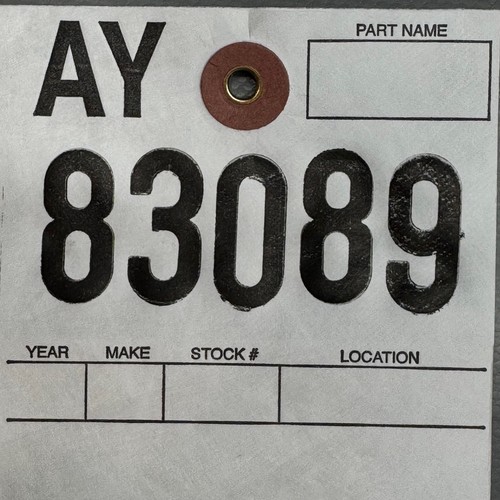 AY
PART NAME
83089
YEAR MAKE STOCK # LOCATION